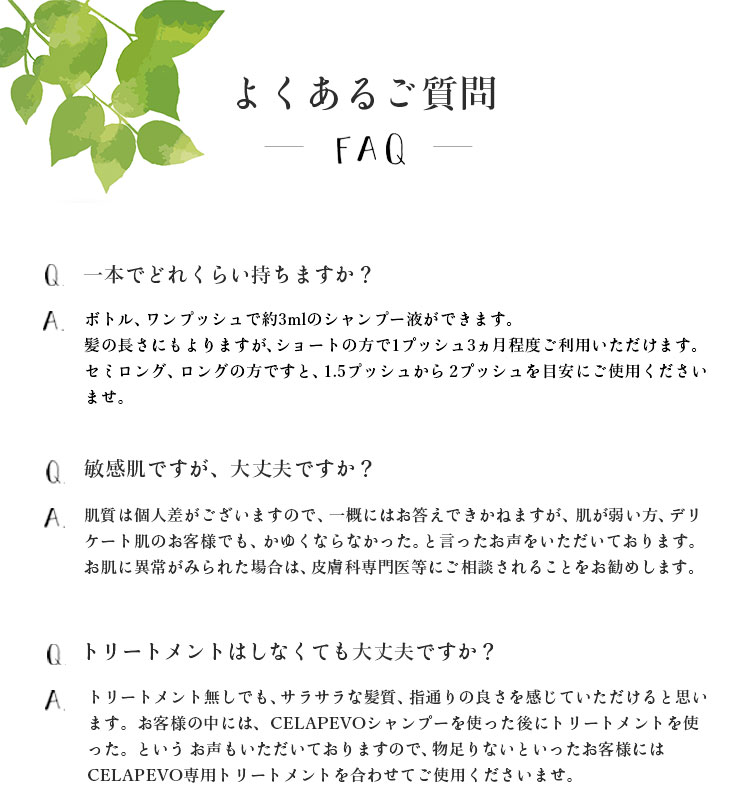 よくあるご質問
FAQ
Q. 一本でどれくらい持ちますか？
A. ボトル、ワンプッシュで約3mlのシャンプー液ができます。
髪の長さにもよりますが、ショートの方で1プッシュ3ヵ月程度ご利用いただけます。
セミロング、ロングの方ですと、1.5プッシュから2プッシュを目安にご使用ください
ませ。
Q. 敏感肌ですが、大丈夫ですか？
A. 肌質は個人差がございますので、一概にはお答えできかねますが、肌が弱い方、デリ
ケート肌のお客様でも、かゆくならなかった。と言ったお声をいただいております。
お肌に異常がみられた場合は、皮膚科専門医等にご相談されることをお勧めします。
Q トリートメントはしなくても大丈夫ですか？
A. トリートメント無しでも、サラサラな髪質、指通りの良さを感じていただけると思い
ます。お客様の中には、CELAPEVOシャンプーを使った後にトリートメントを使
った。という お声もいただいておりますので、物足りないといったお客様には
CELAPEVO専用トリートメントを合わせてご使用くださいませ。